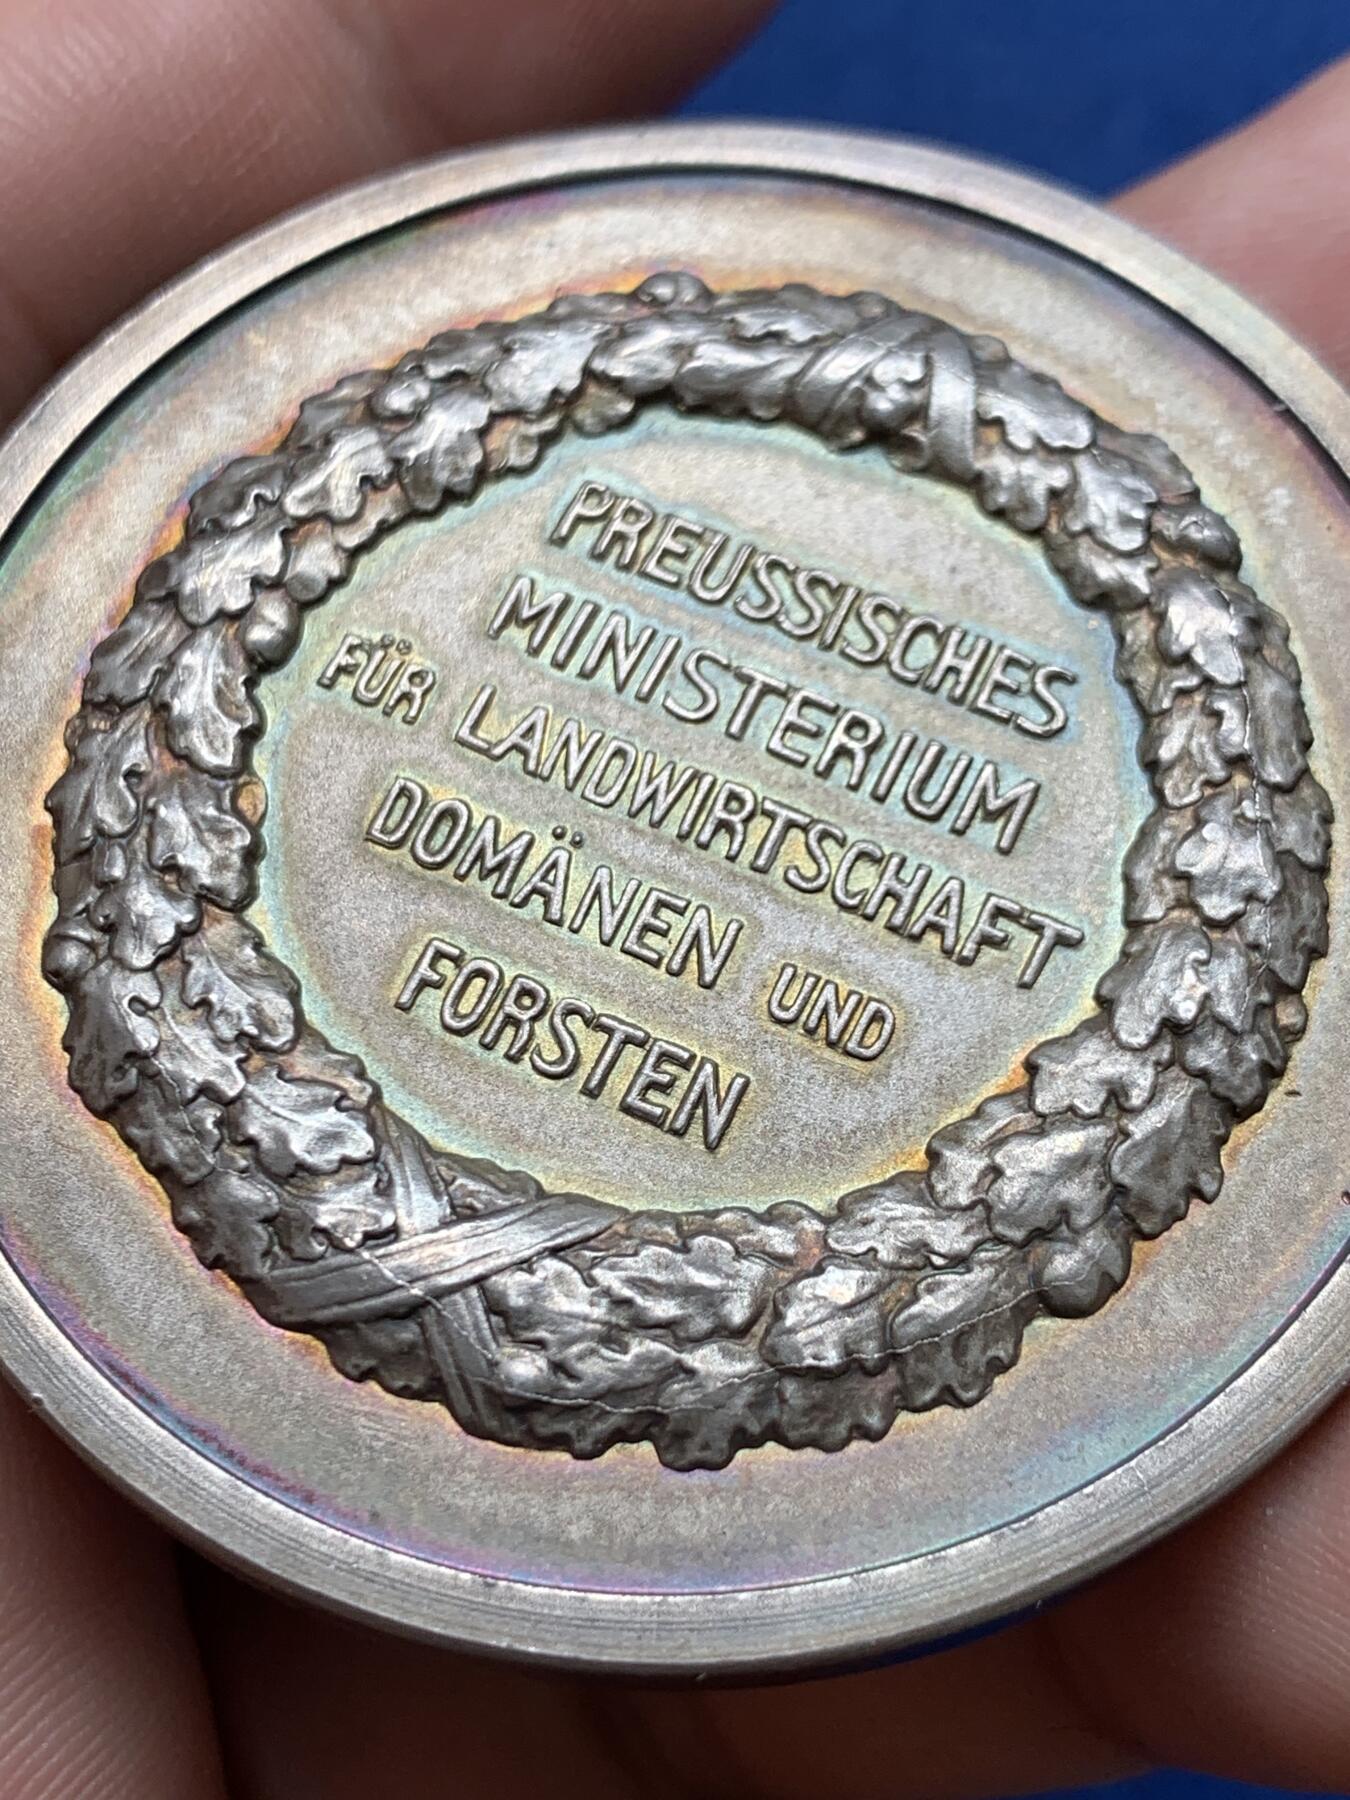 PREUSSISCHES
MINISTERIUM
FÜR LANDWIRTSCHAFT
DOMÄNEN UND
FORSTEN